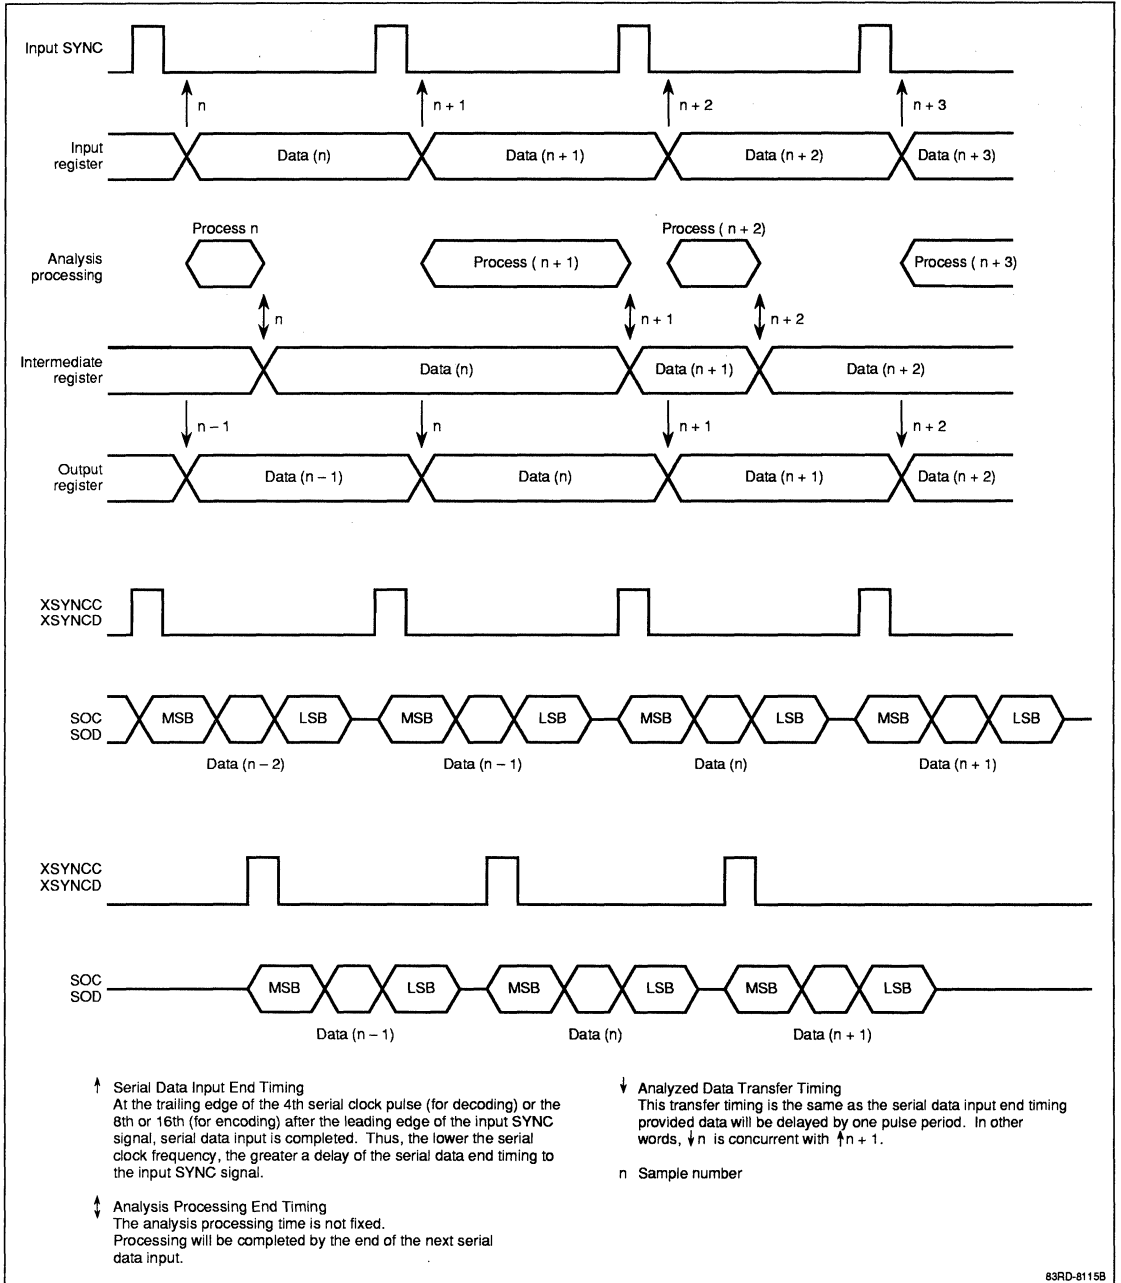 Input SYNC
n
n + 1
n + 2
n + 3
Input
register
Data (n)
Data (n + 1)
Data (n + 2)
Data (n + 3)
Process n
Process ( n + 2)
Analysis
processing
Process ( n + 1)
Process ( n + 3)
n
n + 1
n + 2
Intermediate
register
Data (n)
Data (n + 1)
Data (n + 2)
n – 1
n
n + 1
n + 2
Output
register
Data (n – 1)
Data (n)
Data (n + 1)
Data (n + 2)
XSYNCC
XSYNCD
SOC
SOD
MSB
LSB
MSB
LSB
MSB
LSB
MSB
LSB
Data (n – 2)
Data (n – 1)
Data (n)
Data (n + 1)
XSYNCC
XSYNCD
SOC
SOD
MSB
LSB
MSB
LSB
MSB
LSB
Data (n – 1)
Data (n)
Data (n + 1)
↑ Serial Data Input End Timing
At the trailing edge of the 4th serial clock pulse (for decoding) or the
8th or 16th (for encoding) after the leading edge of the input SYNC
signal, serial data input is completed. Thus, the lower the serial
clock frequency, the greater a delay of the serial data end timing to
the input SYNC signal.
↕ Analysis Processing End Timing
The analysis processing time is not fixed.
Processing will be completed by the end of the next serial
data input.
↓ Analyzed Data Transfer Timing
This transfer timing is the same as the serial data input end timing
provided data will be delayed by one pulse period. In other
words, ↓n is concurrent with ↑n + 1.
n Sample number
83RD-8115B